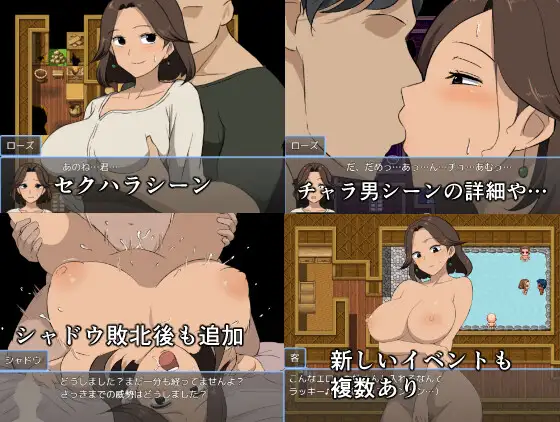 ローズ
あのね…君…
セクハラシーン
ローズ
だ、だめっ…あっ…ん…チュ…あむぅ…
チャラ男シーンの詳細や…
シャドウ敗北後も追加
シャドウ
どうしました?まだ一分も経ってませんよ?
さっきまでの威勢はどうしました?
客
新しいイベントも
複数あり
ラッキー♪